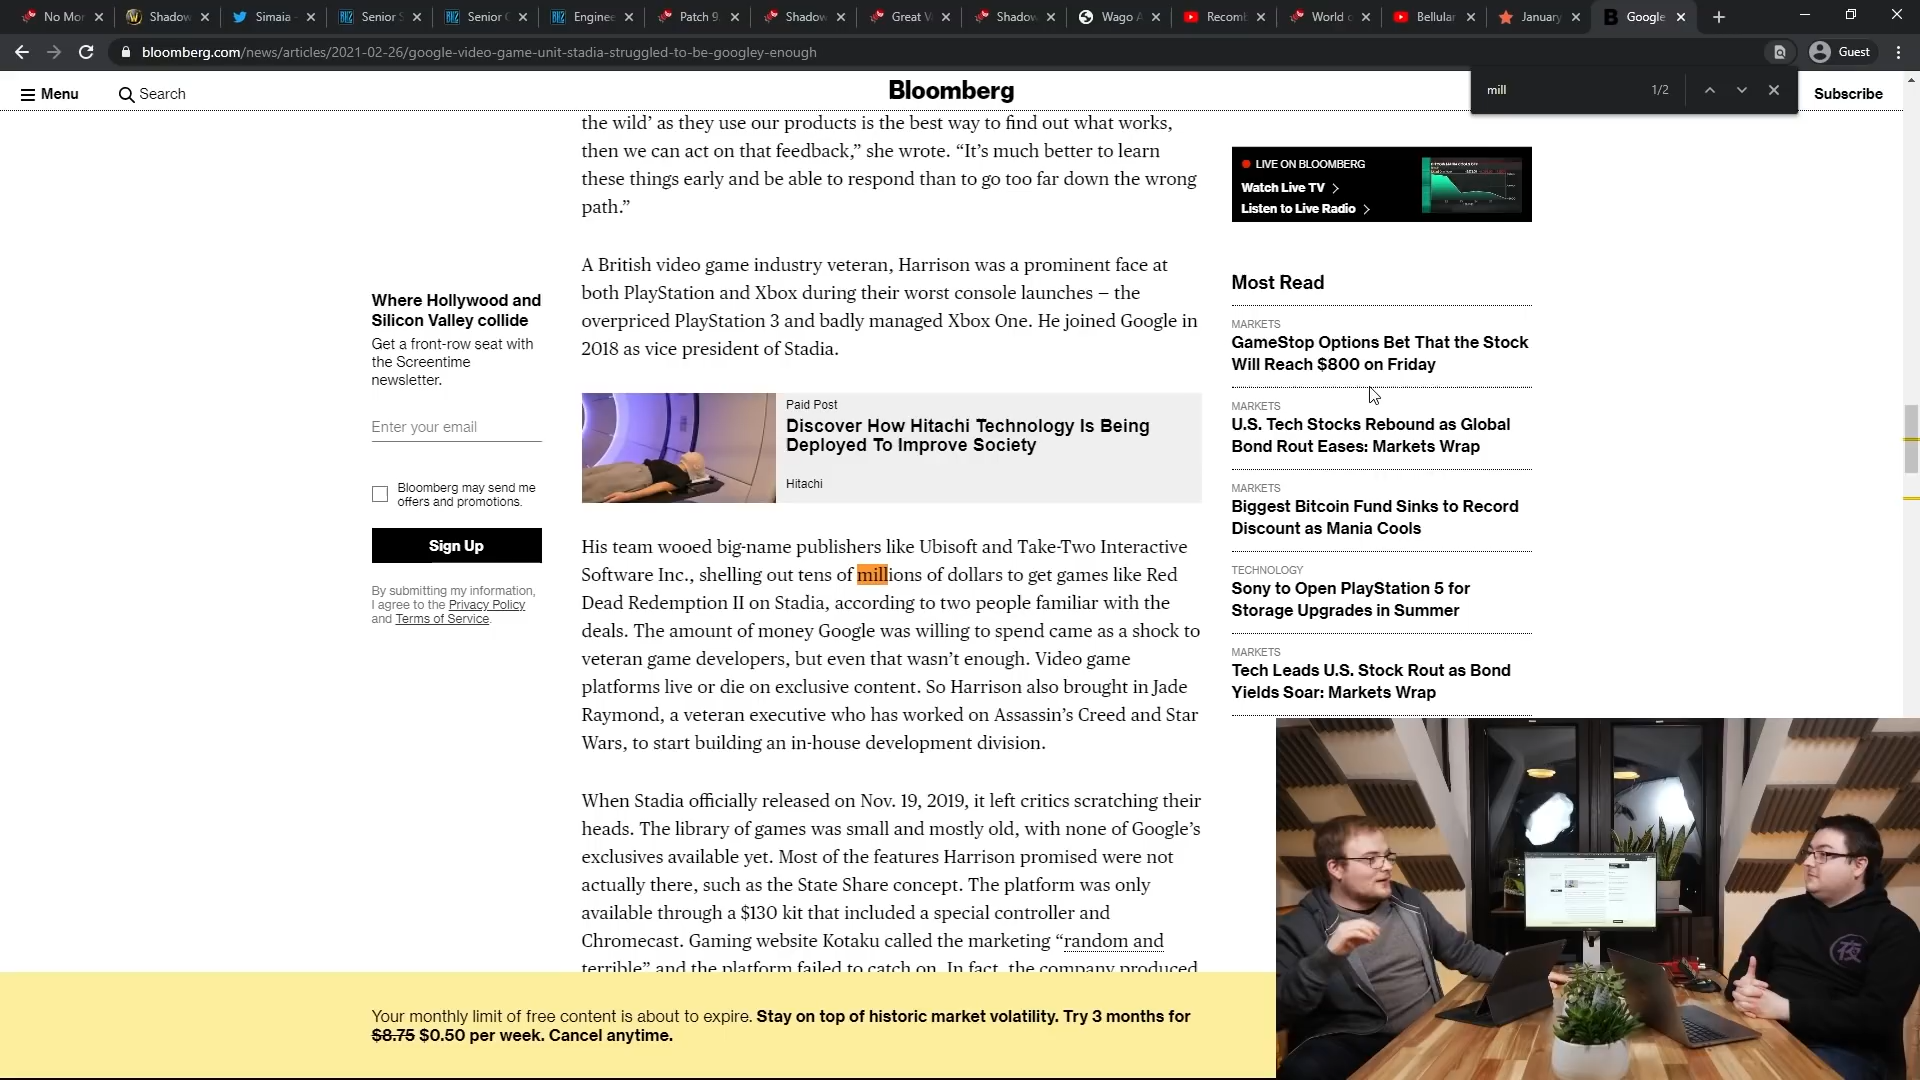 No Mor
Shadow
Simaia
Senior S
Senior
Enginee
Patch 9.
Shadow
Great V
Shadow
Wago A
Recomb
World o
Bellular
January
Google
bloomberg.com/news/articles/2021-02-26/google-video-game-unit-stadia-struggled-to-be-googley-enough
Guest
Menu
Search
Bloomberg
mill
1/2
Subscribe
the wild’ as they use our products is the best way to find out what works,
then we can act on that feedback,” she wrote. “It’s much better to learn
these things early and be able to respond than to go too far down the wrong
path.”
A British video game industry veteran, Harrison was a prominent face at
both PlayStation and Xbox during their worst console launches – the
overpriced PlayStation 3 and badly managed Xbox One. He joined Google in
2018 as vice president of Stadia.
Paid Post
Discover How Hitachi Technology Is Being
Deployed To Improve Society
Hitachi
His team wooed big-name publishers like Ubisoft and Take-Two Interactive
Software Inc., shelling out tens of millions of dollars to get games like Red
Dead Redemption II on Stadia, according to two people familiar with the
deals. The amount of money Google was willing to spend came as a shock to
veteran game developers, but even that wasn’t enough. Video game
platforms live or die on exclusive content. So Harrison also brought in Jade
Raymond, a veteran executive who has worked on Assassin’s Creed and Star
Wars, to start building an in-house development division.
When Stadia officially released on Nov. 19, 2019, it left critics scratching their
heads. The library of games was small and mostly old, with none of Google’s
exclusives available yet. Most of the features Harrison promised were not
actually there, such as the State Share concept. The platform was only
available through a $130 kit that included a special controller and
Chromecast. Gaming website Kotaku called the marketing “random and
terrible” and the platform failed to catch on. In fact, the company produced
Where Hollywood and
Silicon Valley collide
Get a front-row seat with
the Screentime
newsletter.
Enter your email
Bloomberg may send me
offers and promotions.
Sign Up
By submitting my information,
I agree to the Privacy Policy
and Terms of Service.
LIVE ON BLOOMBERG
Watch Live TV
Listen to Live Radio
Most Read
MARKETS
GameStop Options Bet That the Stock
Will Reach $800 on Friday
MARKETS
U.S. Tech Stocks Rebound as Global
Bond Rout Eases: Markets Wrap
MARKETS
Biggest Bitcoin Fund Sinks to Record
Discount as Mania Cools
TECHNOLOGY
Sony to Open PlayStation 5 for
Storage Upgrades in Summer
MARKETS
Tech Leads U.S. Stock Rout as Bond
Yields Soar: Markets Wrap
夜
Your monthly limit of free content is about to expire. Stay on top of historic market volatility. Try 3 months for
$8.75 $0.50 per week. Cancel anytime.